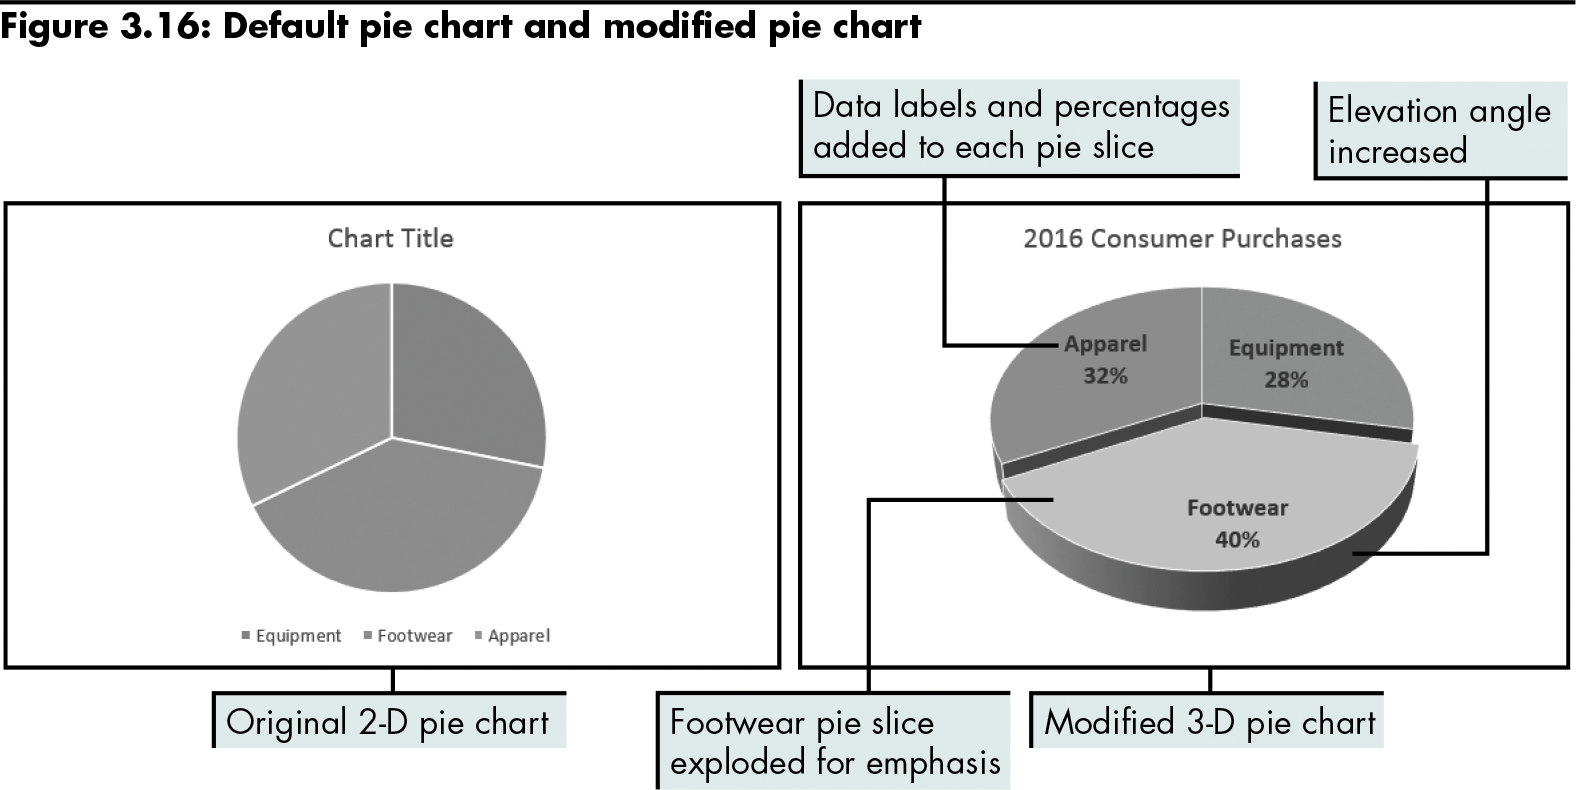 Figure 3.16: Default pie chart and modified pie chart
Data labels and percentages
added to each pie slice
Elevation angle
increased
Chart Title
Equipment
Footwear
Apparel
2016 Consumer Purchases
Apparel
32%
Equipment
28%
Footwear
40%
Original 2-D pie chart
Footwear pie slice
exploded for emphasis
Modified 3-D pie chart